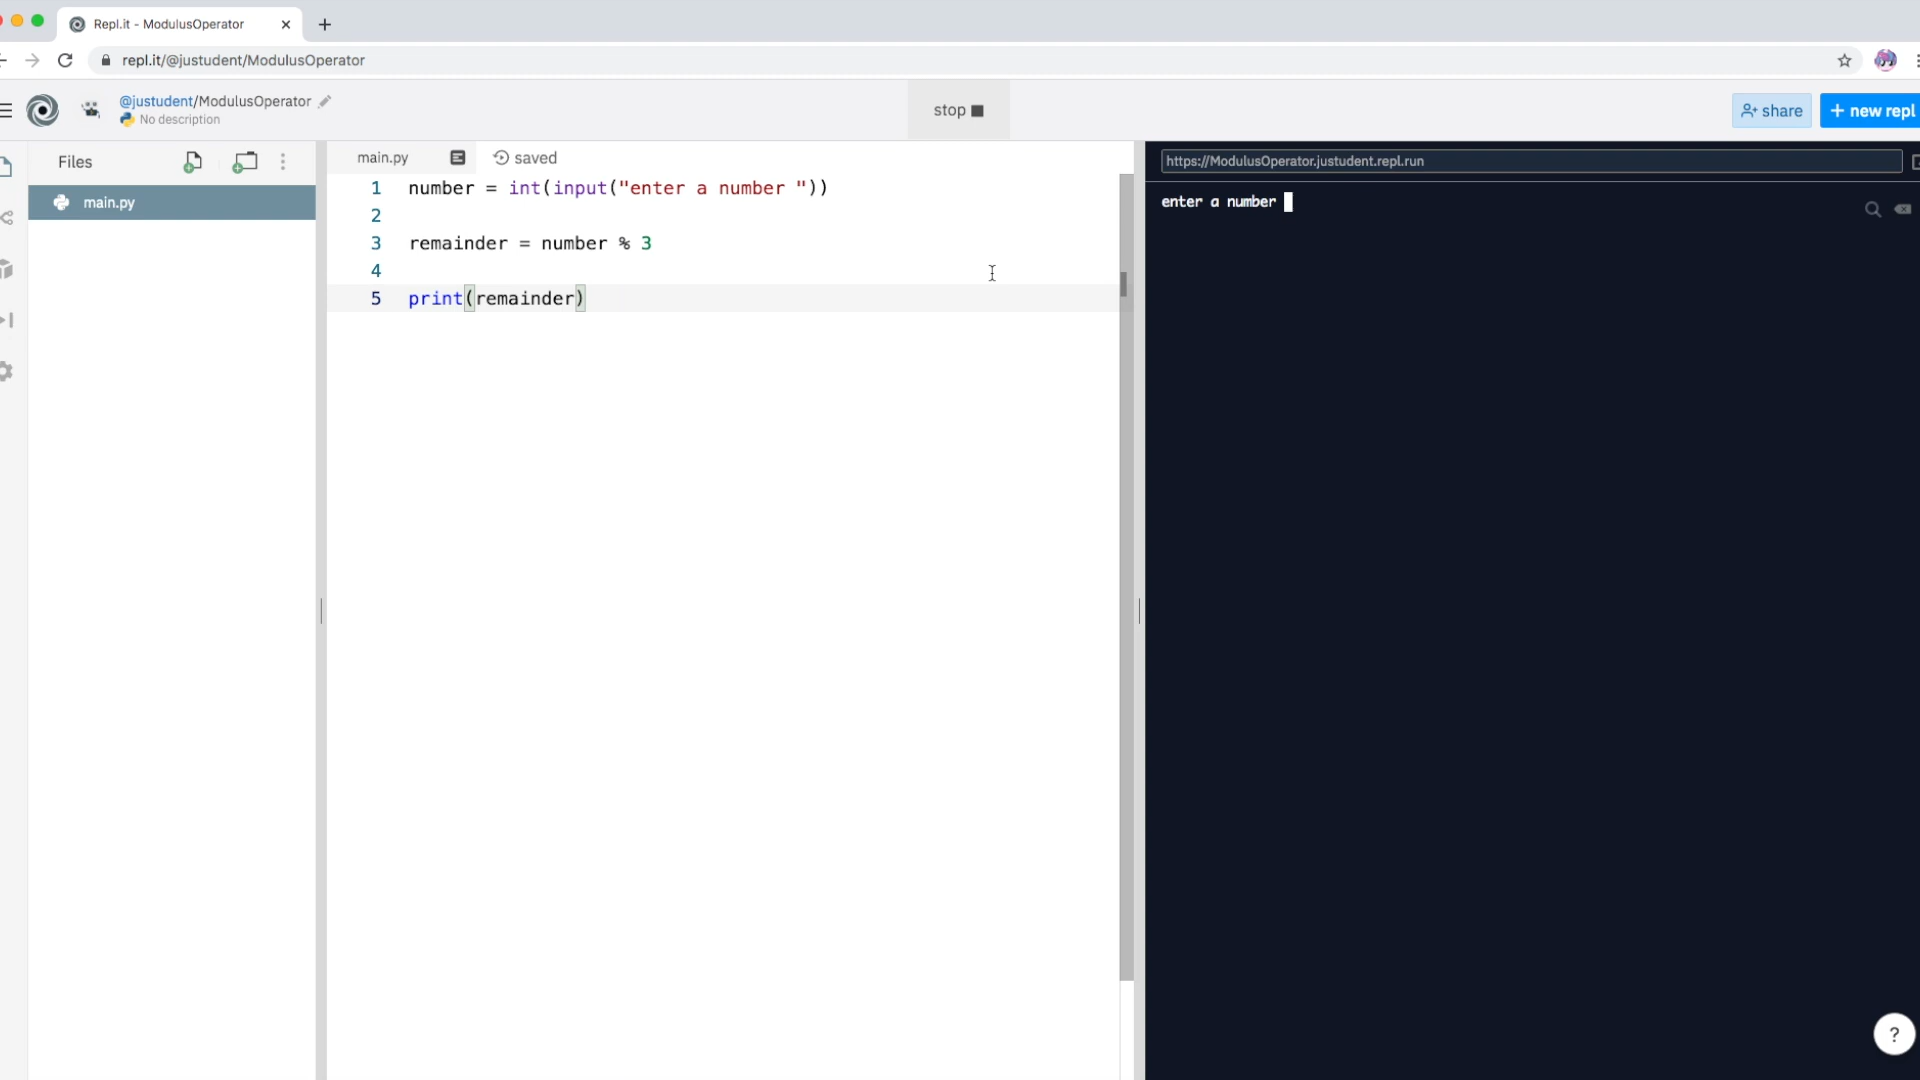 Repl.it - ModulusOperator
repl.it/@justudent/ModulusOperator
@justudent/ModulusOperator
No description
stop
share
+ new repl
Files
main.py
main.py
saved
1 number = int(input("enter a number "))
2
3 remainder = number % 3
4
5 print(remainder)
https://ModulusOperator.justudent.repl.run
enter a number
?